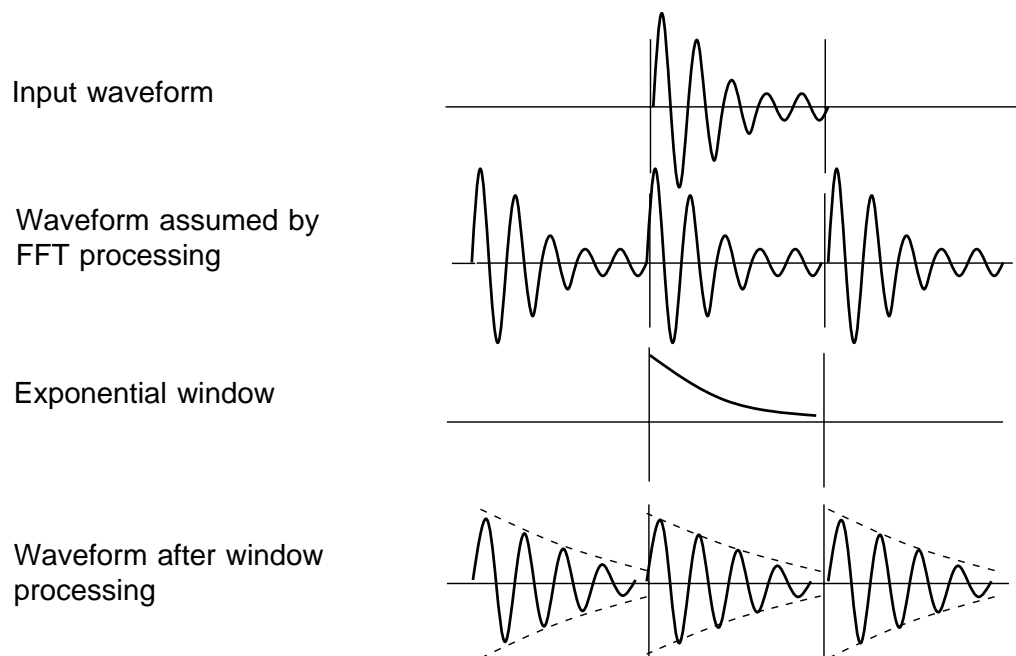 Input waveform
Waveform assumed by
FFT processing
Exponential window
Waveform after window
processing